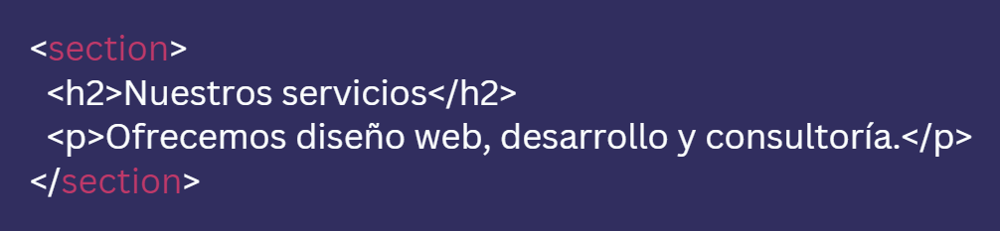 <section>
<h2>Nuestros servicios</h2>
<p>Ofrecemos diseño web, desarrollo y consultoría.</p>
</section>